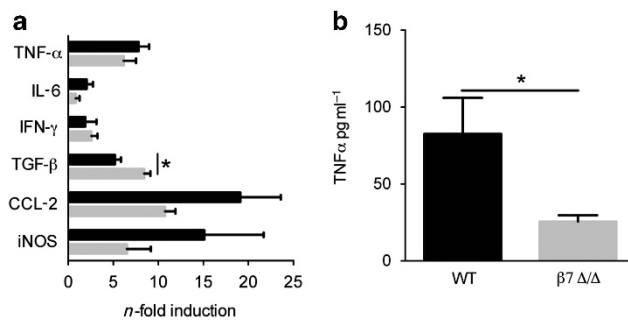 a
TNF-α
IL-6
IFN-γ
TGF-β
*
CCL-2
iNOS
0 5 10 15 20 25
n-fold induction
b
TNFα pg ml⁻¹
150
100
50
0
*
WT β7 Δ/Δ